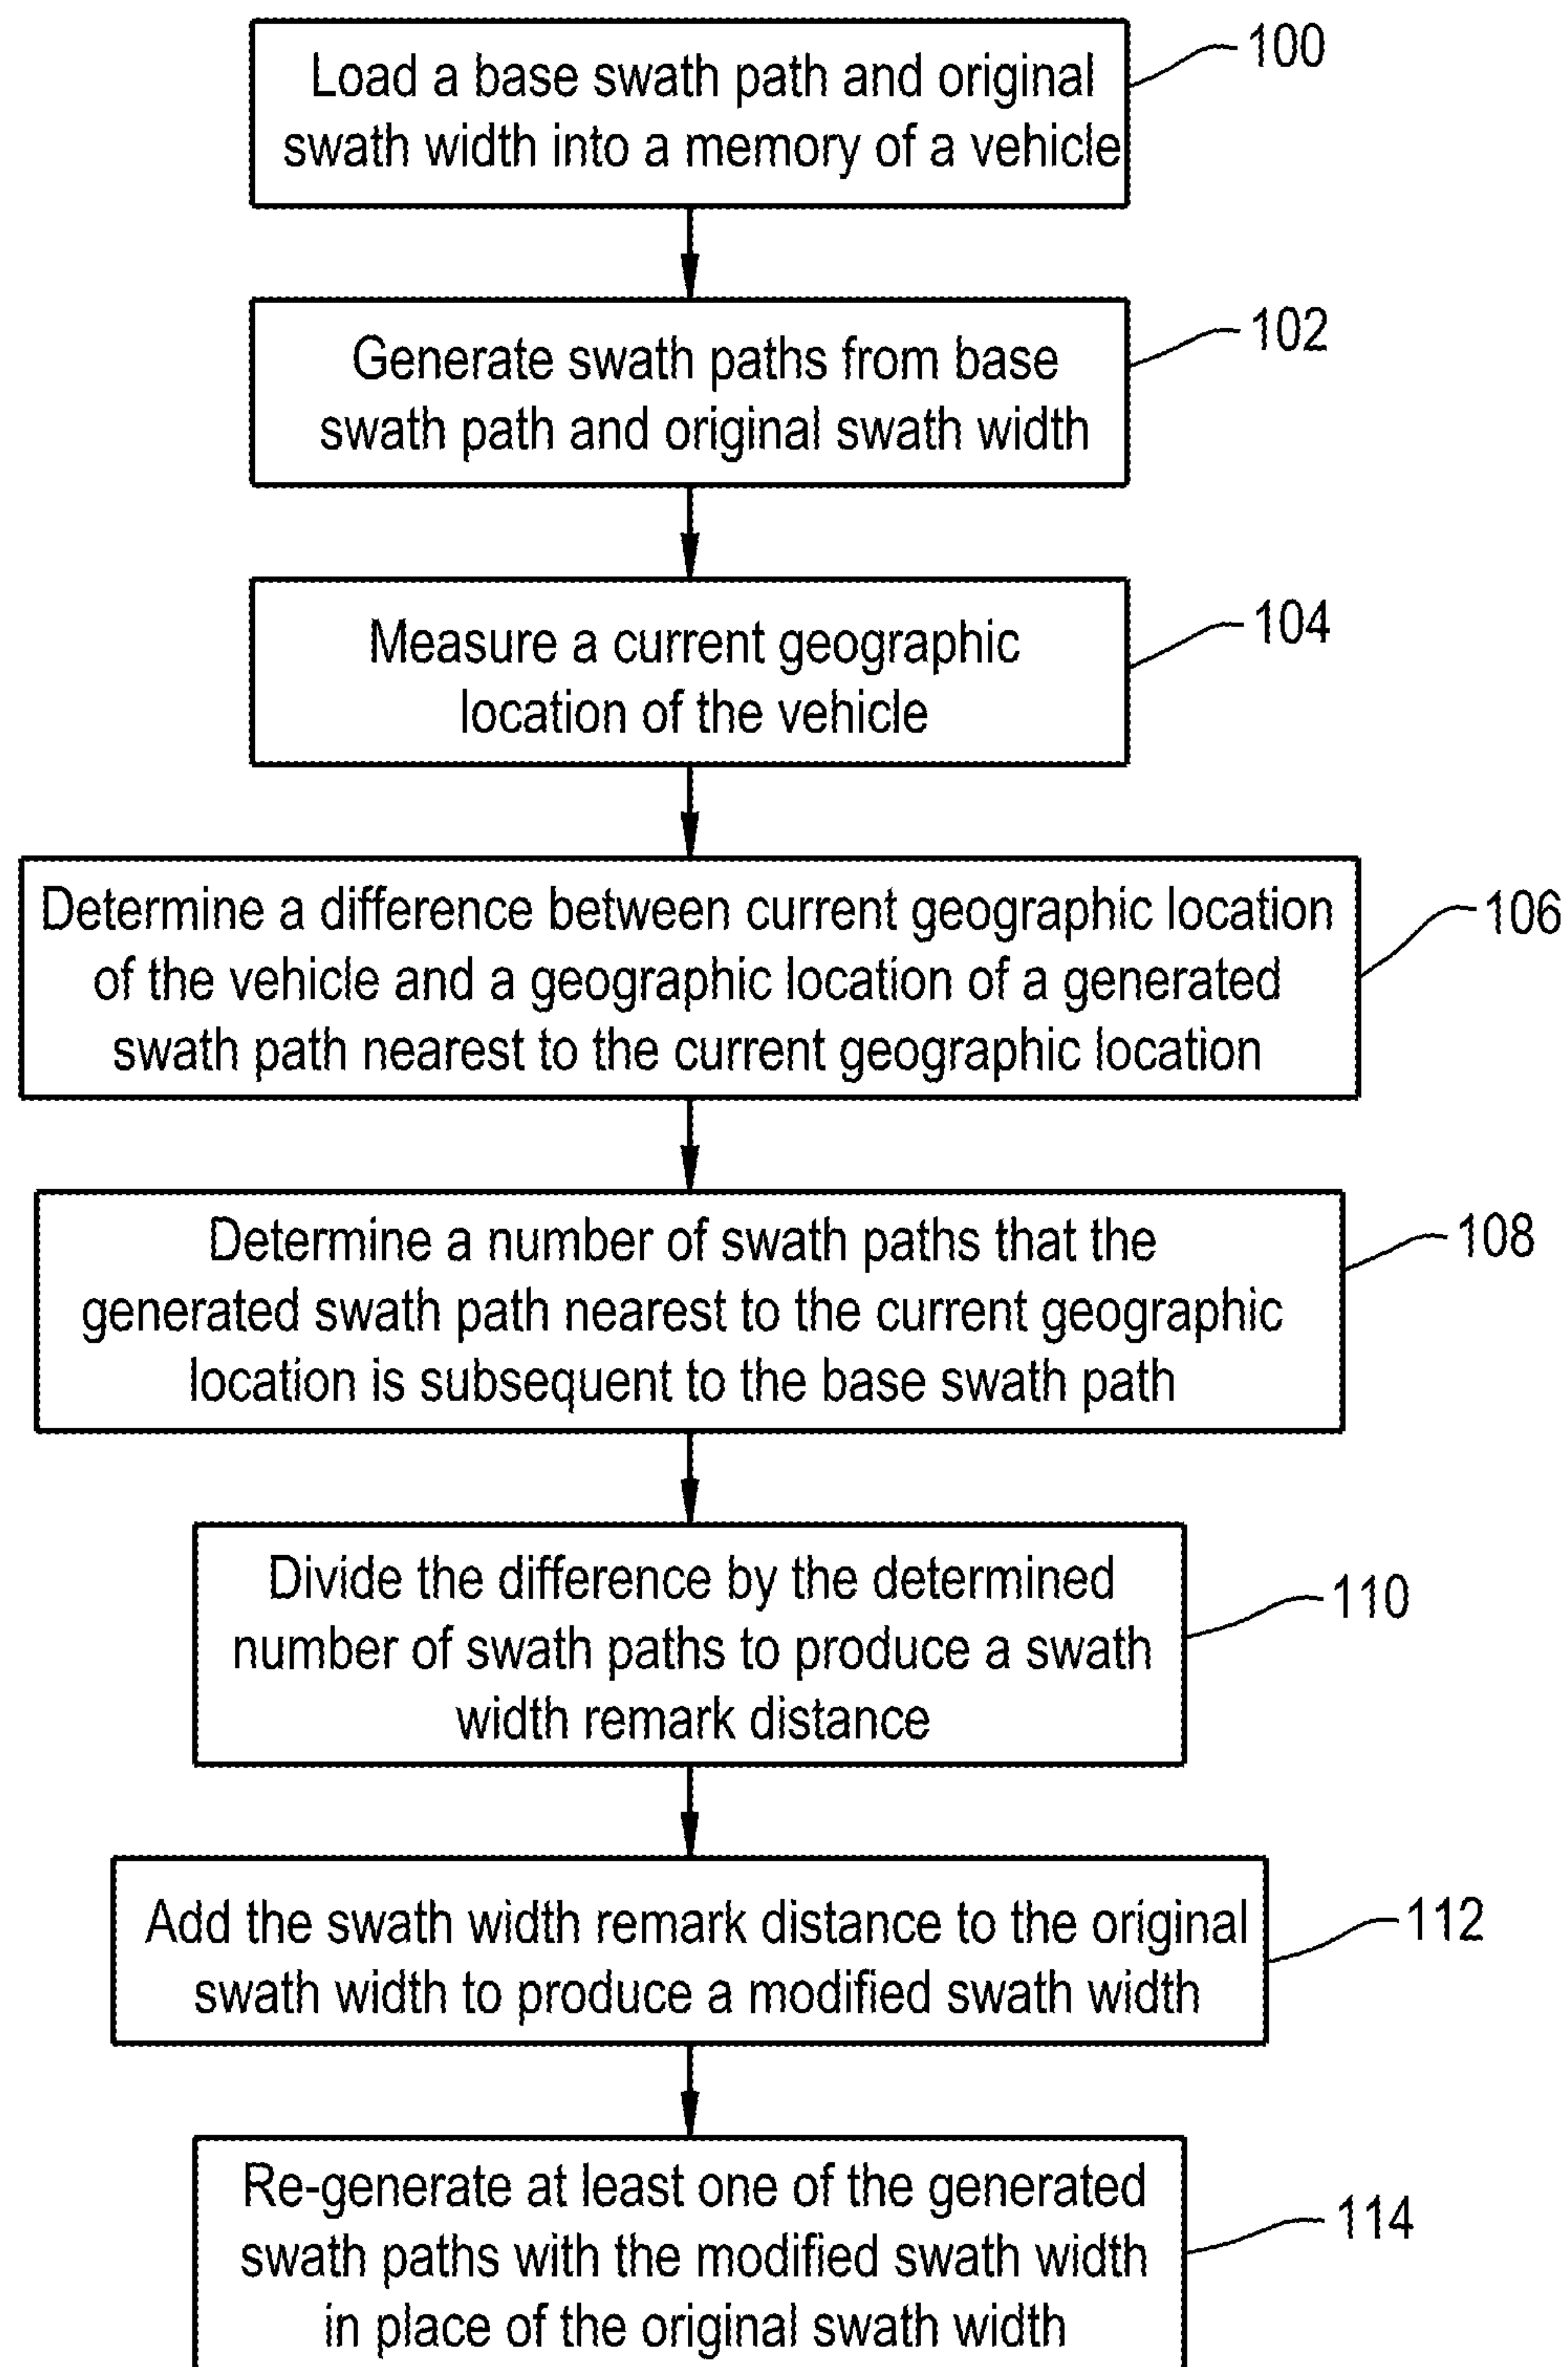 Load a base swath path and original
swath width into a memory of a vehicle
100
Generate swath paths from base
swath path and original swath width
102
Measure a current geographic
location of the vehicle
104
Determine a difference between current geographic location
of the vehicle and a geographic location of a generated
swath path nearest to the current geographic location
106
Determine a number of swath paths that the
generated swath path nearest to the current geographic
location is subsequent to the base swath path
108
Divide the difference by the determined
number of swath paths to produce a swath
width remark distance
110
Add the swath width remark distance to the original
swath width to produce a modified swath width
112
Re-generate at least one of the generated
swath paths with the modified swath width
in place of the original swath width
114